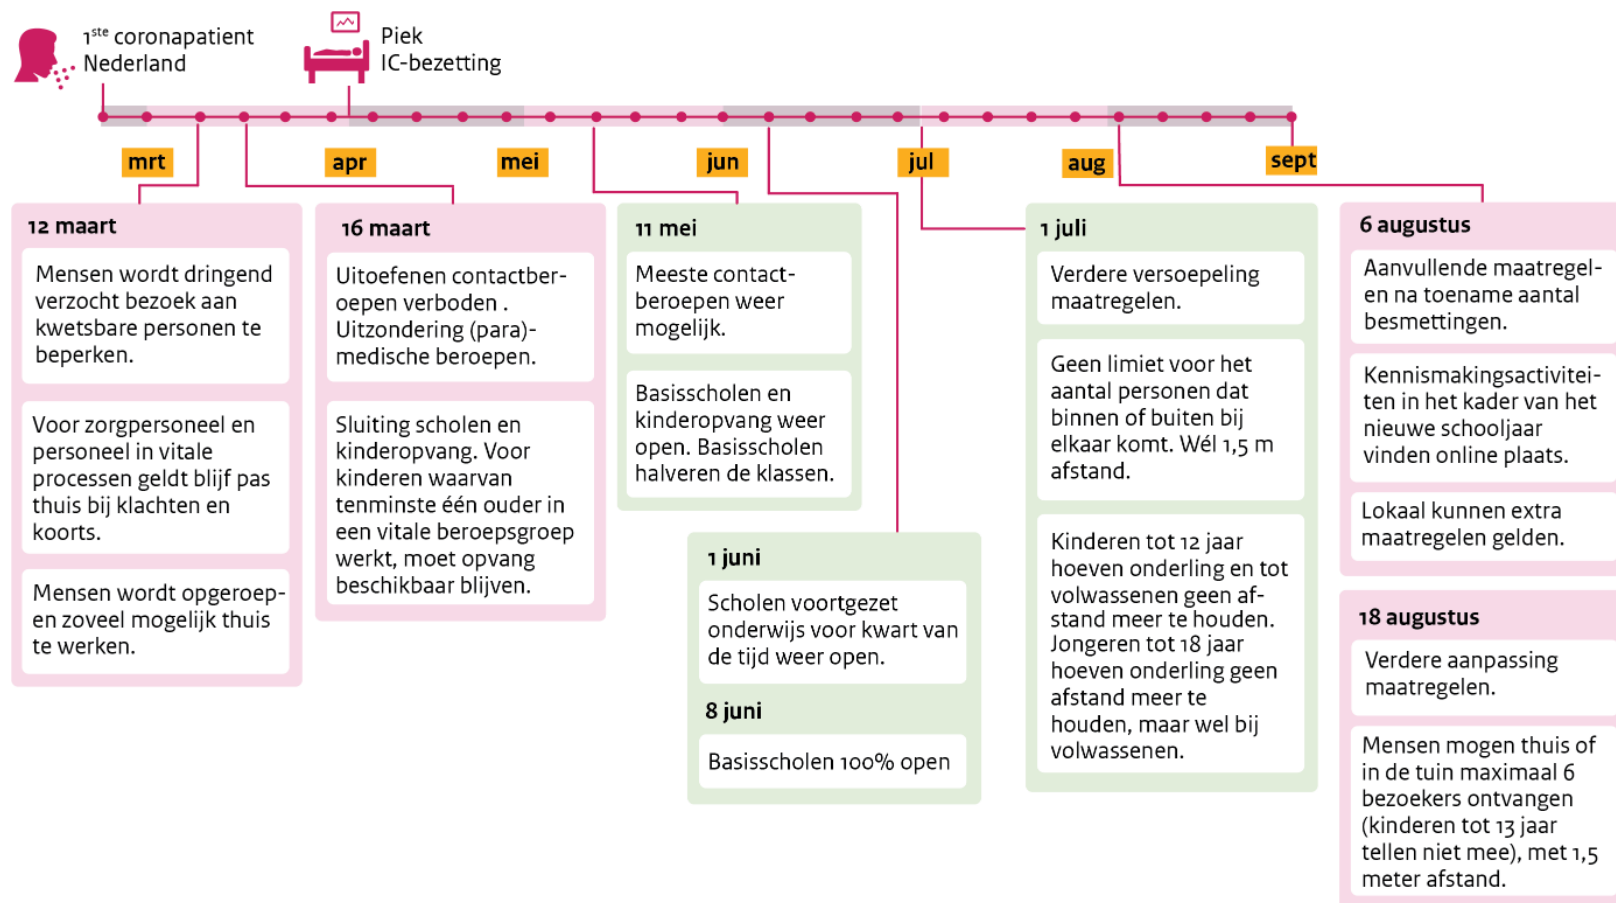 1ste coronapatient
Nederland
Piek
IC-bezetting
mrt
apr
mei
jun
jul
aug
sept
12 maart
Mensen wordt dringend
verzocht bezoek aan
kwetsbare personen te
beperken.
Voor zorgpersoneel en
personeel in vitale
processen geldt blijf pas
thuis bij klachten en
koorts.
Mensen wordt opgeroep-
en zoveel mogelijk thuis
te werken.
16 maart
Uitoefenen contactber-
oepen verboden .
Uitzondering (para)-
medische beroepen.
Sluiting scholen en
kinderopvang. Voor
kinderen waarvan
tenminste één ouder in
een vitale beroepsgroep
werkt, moet opvang
beschikbaar blijven.
11 mei
Meeste contact-
beroepen weer
mogelijk.
Basisscholen en
kinderopvang weer
open. Basisscholen
halveren de klassen.
1 juni
Scholen voortgezet
onderwijs voor kwart van
de tijd weer open.
8 juni
Basisscholen 100% open
1 juli
Verdere versoepeling
maatregelen.
Geen limiet voor het
aantal personen dat
binnen of buiten bij
elkaar komt. Wél 1,5 m
afstand.
Kinderen tot 12 jaar
hoeven onderling en tot
volwassenen geen af-
stand meer te houden.
Jongeren tot 18 jaar
hoeven onderling geen
afstand meer te
houden, maar wel bij
volwassenen.
6 augustus
Aanvullende maatregel-
en na toename aantal
besmettingen.
Kennismakingsactivitei-
ten in het kader van het
nieuwe schooljaar
vinden online plaats.
Lokaal kunnen extra
maatregelen gelden.
18 augustus
Verdere aanpassing
maatregelen.
Mensen mogen thuis of
in de tuin maximaal 6
bezoekers ontvangen
(kinderen tot 13 jaar
tellen niet mee), met 1,5
meter afstand.